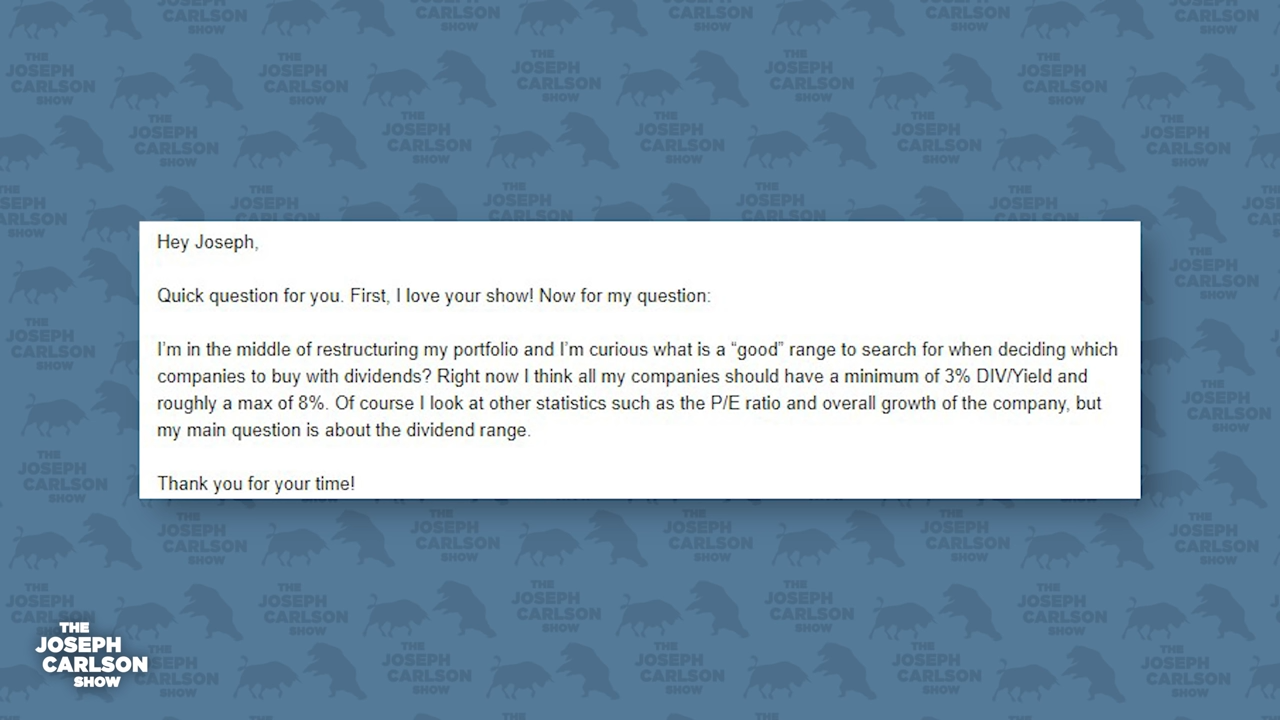 Hey Joseph,
Quick question for you. First, I love your show! Now for my question:
I'm in the middle of restructuring my portfolio and I'm curious what is a “good” range to search for when deciding which
companies to buy with dividends? Right now I think all my companies should have a minimum of 3% DIV/Yield and
roughly a max of 8%. Of course I look at other statistics such as the P/E ratio and overall growth of the company, but
my main question is about the dividend range.
Thank you for your time!
THE
JOSEPH
CARLSON
SHOW